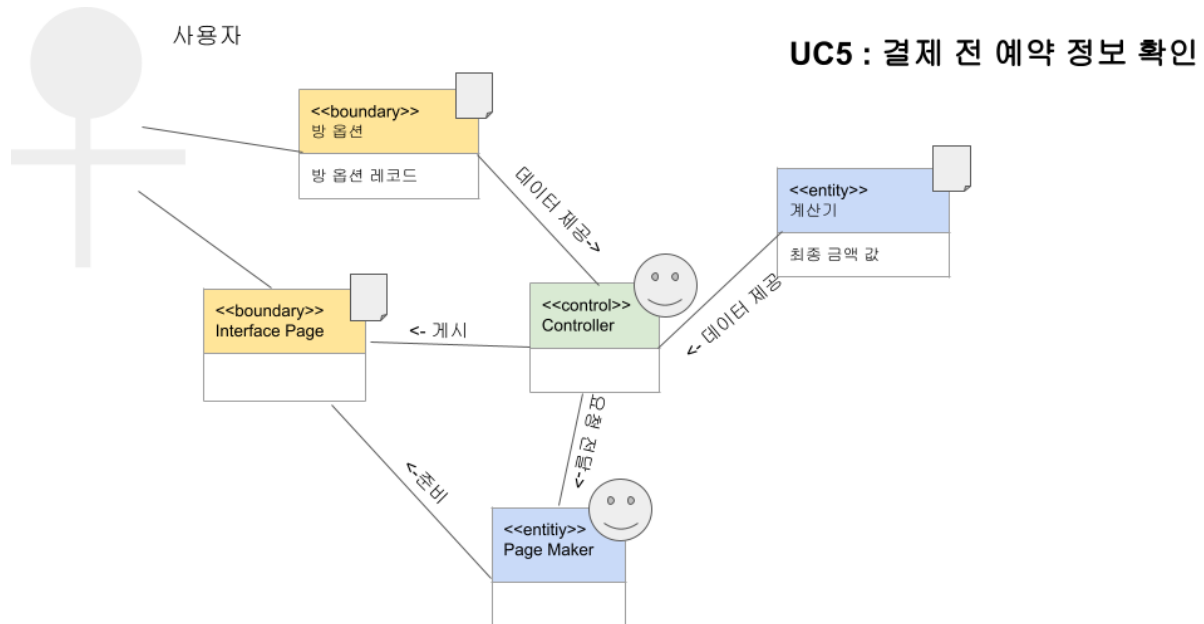 사용자
UC5 : 결제 전 예약 정보 확인
<<boundary>>
방 옵션
방 옵션 레코드
데이터 제공->
<<entity>>
계산기
최종 금액 값
<- 데이터 제공
<<boundary>>
Interface Page
<- 게시
<<control>>
Controller
요청 전달->
<-준비
<<entitiy>>
Page Maker